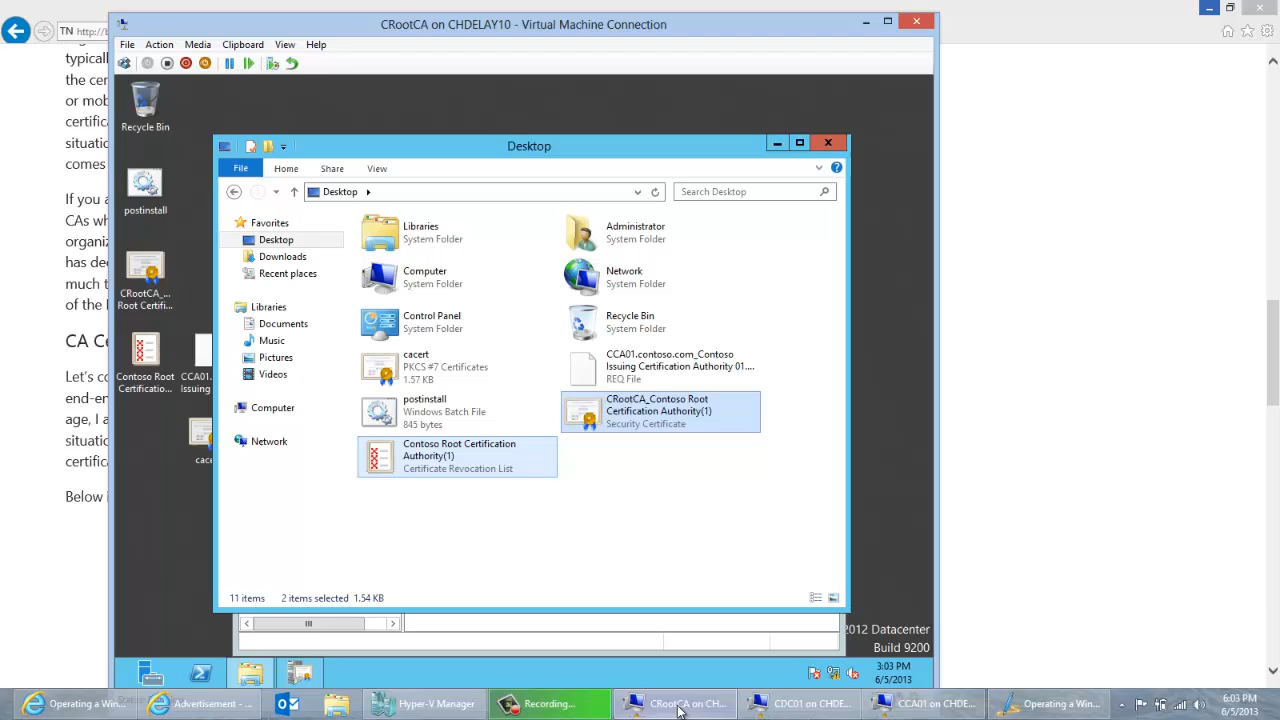 CRootCA on CHDELAY10 - Virtual Machine Connection
TN http://b
File Action Media Clipboard View Help
typically
the cer
or mob
certifica
situation
comes
If you a
CAs wh
organiz
has dec
much t
of the
CA Ce
Let's co
end-en
age, I a
situatio
certifica
Below i
Recycle Bin
postinstall
CRootCA_...
Root Certifi...
Contoso Root
Certificatio...
CCA01.
Issuing
cace
Desktop
File Home Share View
Desktop
Search Desktop
Favorites
Desktop
Downloads
Recent places
Libraries
Documents
Music
Pictures
Videos
Computer
Network
Libraries
System Folder
Administrator
System Folder
Computer
System Folder
Network
System Folder
Control Panel
System Folder
Recycle Bin
System Folder
cacert
PKCS #7 Certificates
1.57 KB
CCA01.contoso.com_Contoso
Issuing Certification Authority 01....
REQ File
postinstall
Windows Batch File
845 bytes
CRootCA_Contoso Root
Certification Authority(1)
Security Certificate
Contoso Root Certification
Authority(1)
Certificate Revocation List
11 items 2 items selected 1.54 KB
2012 Datacenter
Build 9200
3:03 PM
6/5/2013
Operating a Win...
Advertisement - ...
Hyper-V Manager
Recording...
CRootCA on CH...
CDC01 on CHDE...
CCA01 on CHDE...
Operating a Win...
6:03 PM
6/5/2013